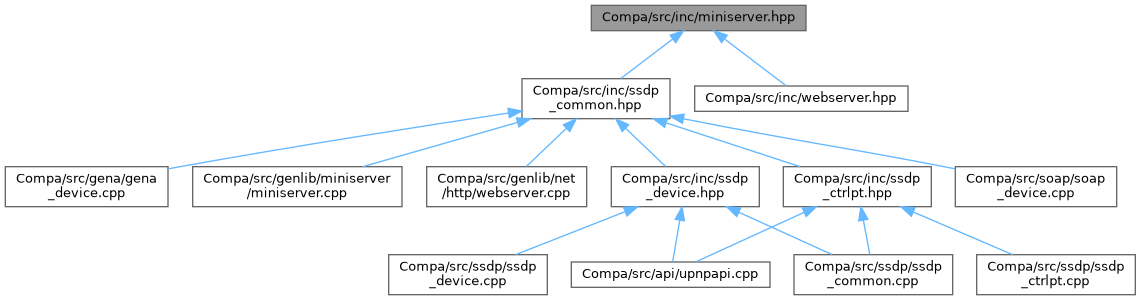 Compa/src/inc/miniserver.hpp
Compa/src/inc/ssdp
_common.hpp
Compa/src/inc/webserver.hpp
Compa/src/gena/gena
_device.cpp
Compa/src/genlib/miniserver
/miniserver.cpp
Compa/src/genlib/net
/http/webserver.cpp
Compa/src/inc/ssdp
_device.hpp
Compa/src/inc/ssdp
_ctrlpt.hpp
Compa/src/soap/soap
_device.cpp
Compa/src/ssdp/ssdp
_device.cpp
Compa/src/api/upnpapi.cpp
Compa/src/ssdp/ssdp
_common.cpp
Compa/src/ssdp/ssdp
_ctrlpt.cpp